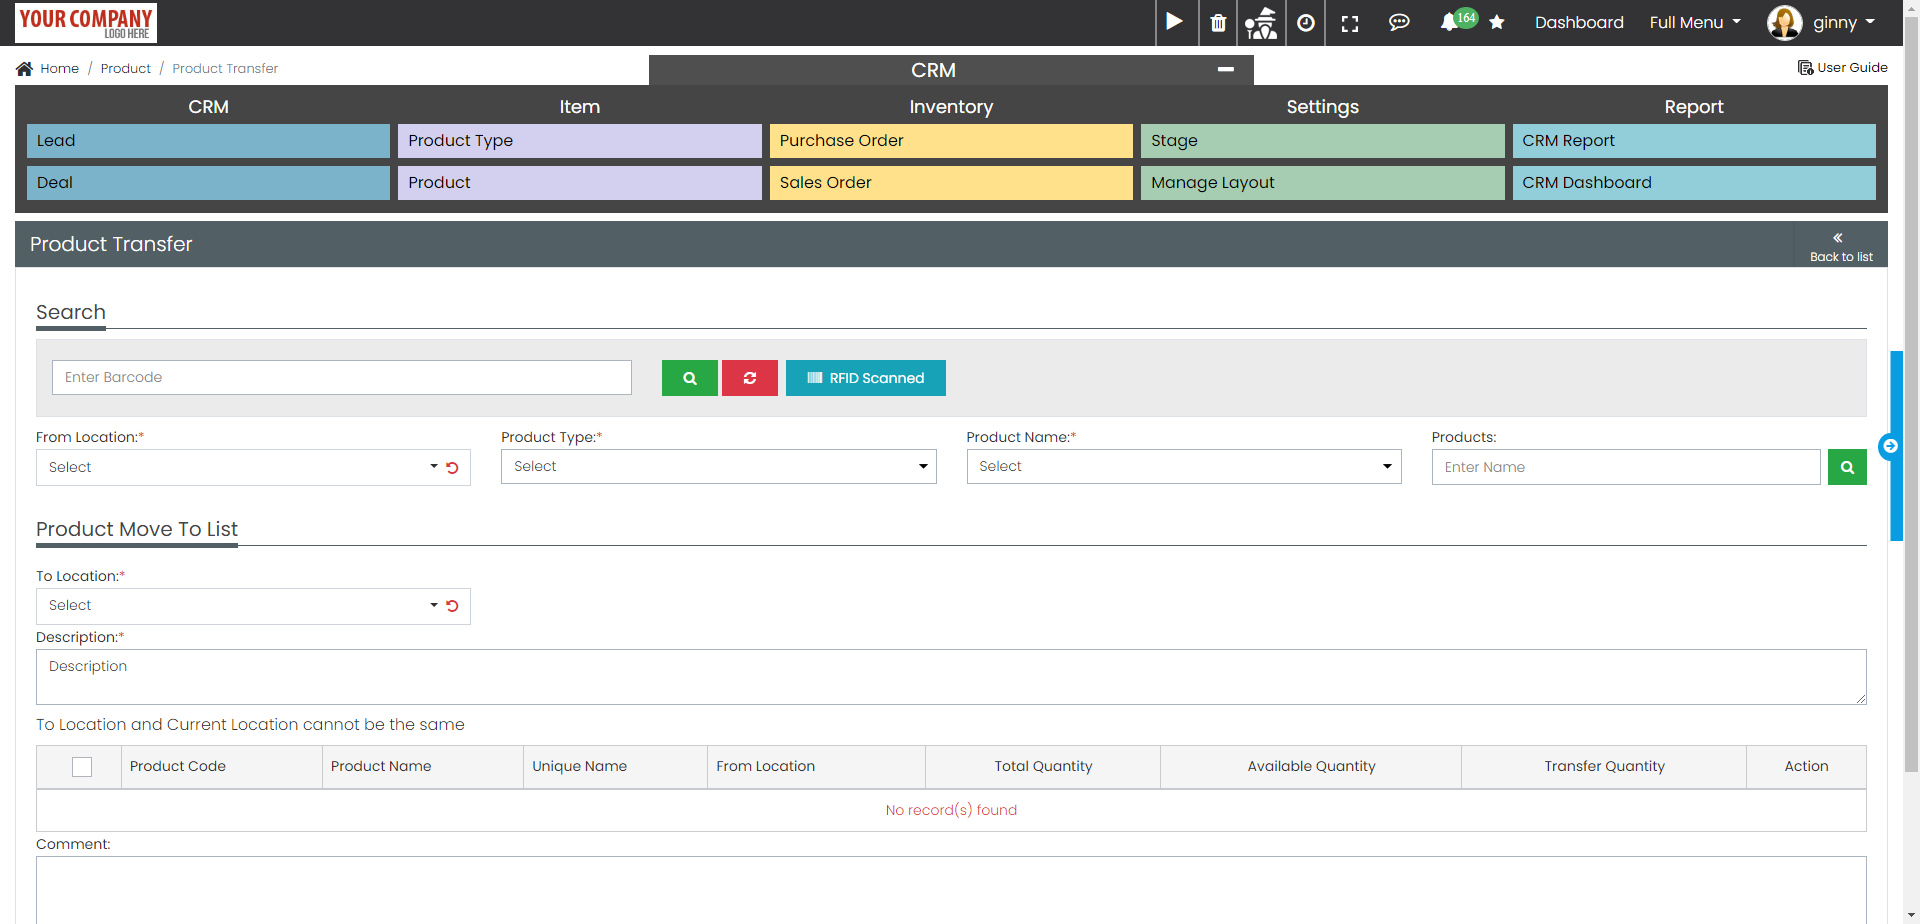 YOUR COMPANY
LOGO HERE
164
Dashboard
Full Menu
ginny
Home / Product / Product Transfer
CRM
User Guide
CRM
Item
Inventory
Settings
Report
Lead
Product Type
Purchase Order
Stage
CRM Report
Deal
Product
Sales Order
Manage Layout
CRM Dashboard
Product Transfer
Back to list
Search
Enter Barcode
RFID Scanned
From Location:*
Product Type:*
Product Name:*
Products:
Select
Select
Select
Enter Name
Product Move To List
To Location:*
Select
Description:*
Description
To Location and Current Location cannot be the same
Product Code
Product Name
Unique Name
From Location
Total Quantity
Available Quantity
Transfer Quantity
Action
No record(s) found
Comment: